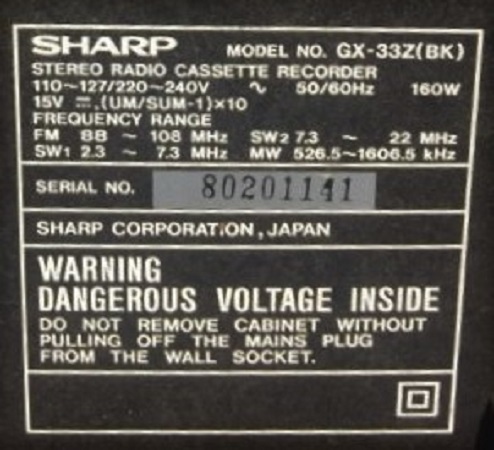 SHARP MODEL NO. GX-33Z(BK)
STEREO RADIO CASSETTE RECORDER
110~127/220~240V ∿ 50/60Hz 160W
15V ⎓,(UM/SUM-1)×10
FREQUENCY RANGE
FM 88 ~ 108 MHz SW2 7.3 ~ 22 MHz
SW1 2.3 ~ 7.3 MHz MW 526.5~1606.5 kHz
SERIAL NO. 80201141
SHARP CORPORATION, JAPAN
WARNING
DANGEROUS VOLTAGE INSIDE
DO NOT REMOVE CABINET WITHOUT
PULLING OFF THE MAINS PLUG
FROM THE WALL SOCKET.